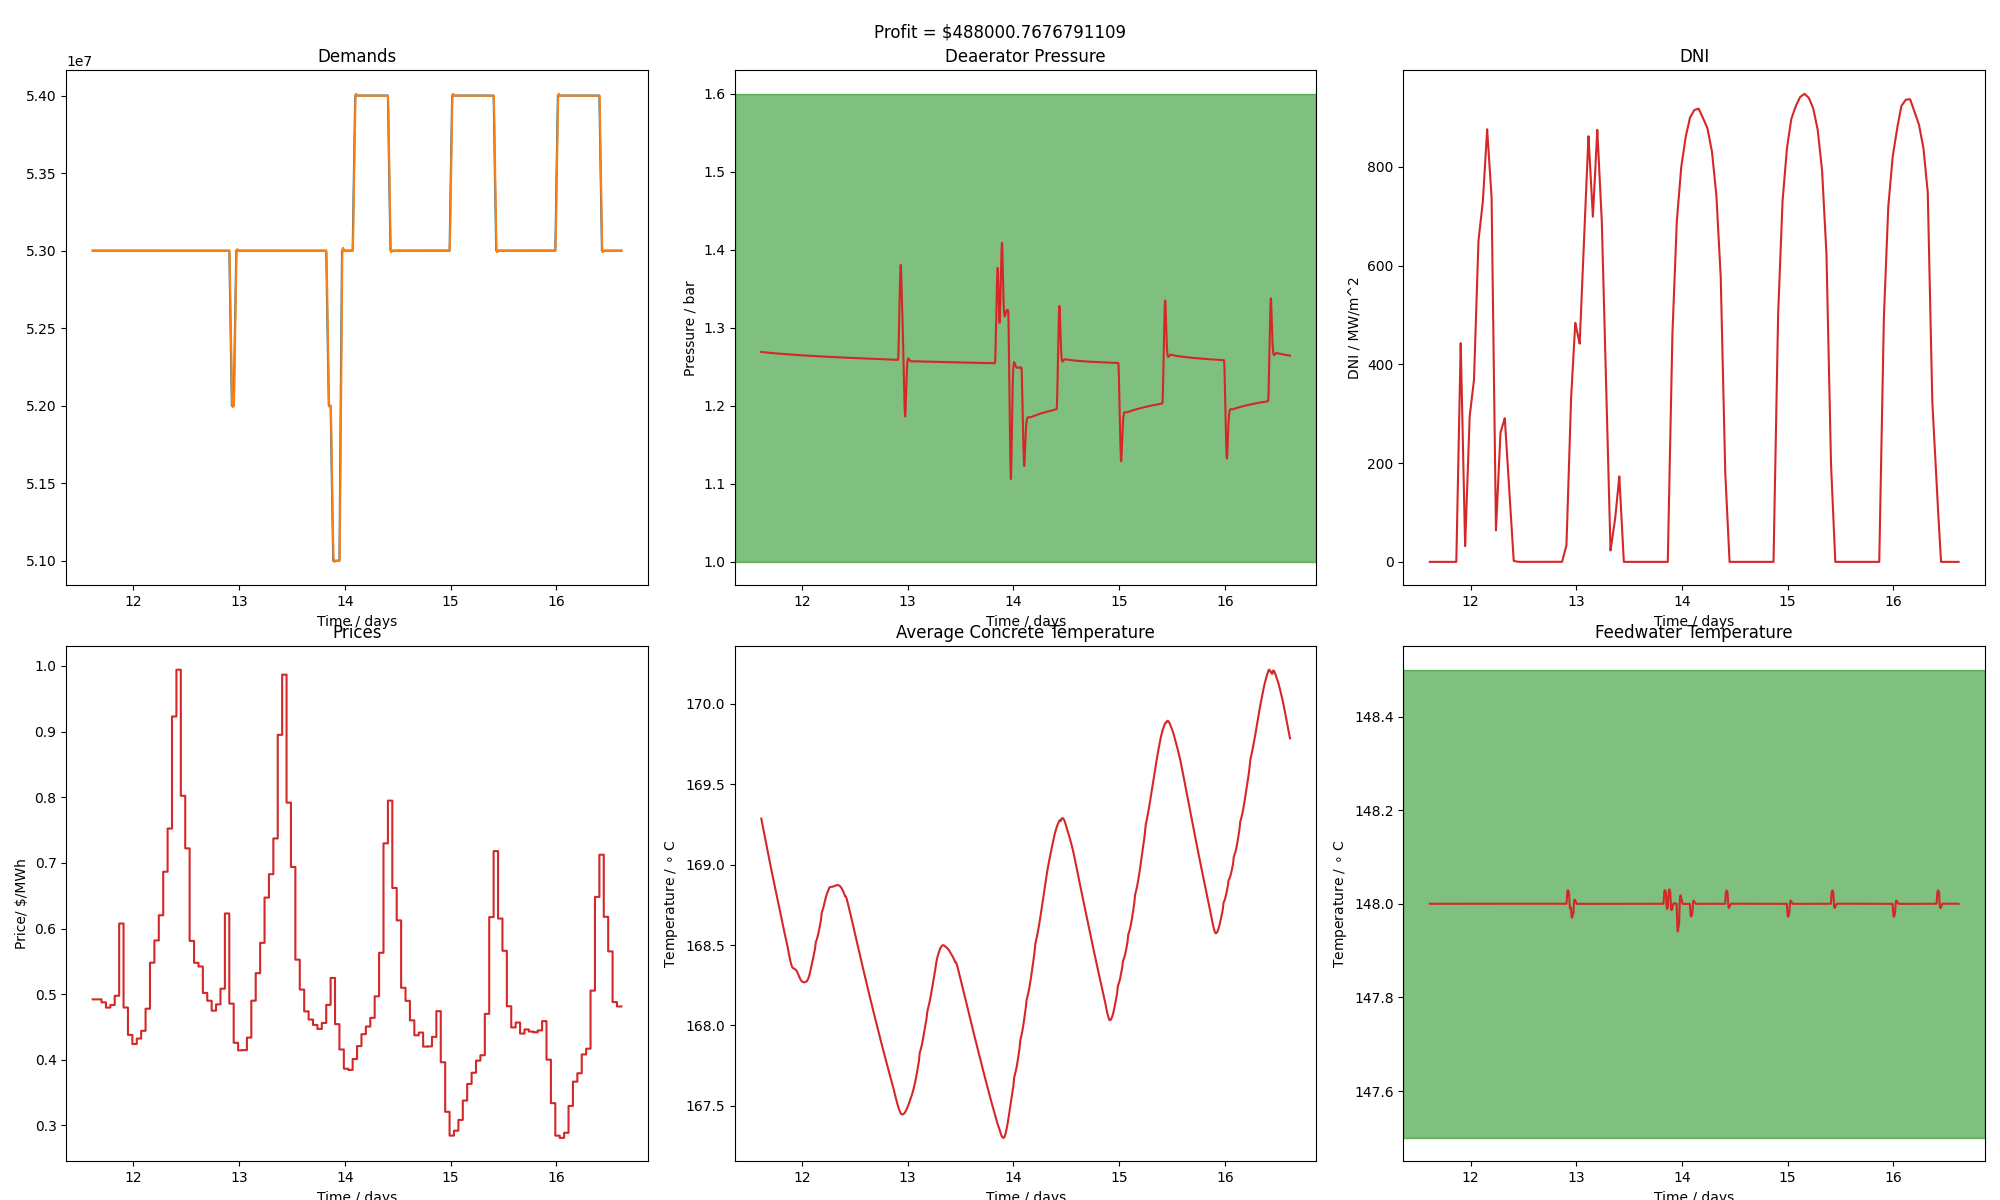 Profit = $488000.7676791109
Demands
1e7
5.40
5.35
5.30
5.25
5.20
5.15
5.10
12 13 14 15 16
Time / days
Deaerator Pressure
Pressure / bar
1.6
1.5
1.4
1.3
1.2
1.1
1.0
12 13 14 15 16
Time / days
DNI
DNI / MW/m^2
800
600
400
200
0
12 13 14 15 16
Time / days
Prices
Price/ $/MWh
1.0
0.9
0.8
0.7
0.6
0.5
0.4
0.3
12 13 14 15 16
Time / days
Average Concrete Temperature
Temperature / ∘ C
170.0
169.5
169.0
168.5
168.0
167.5
12 13 14 15 16
Time / days
Feedwater Temperature
Temperature / ∘ C
148.4
148.2
148.0
147.8
147.6
12 13 14 15 16
Time / days